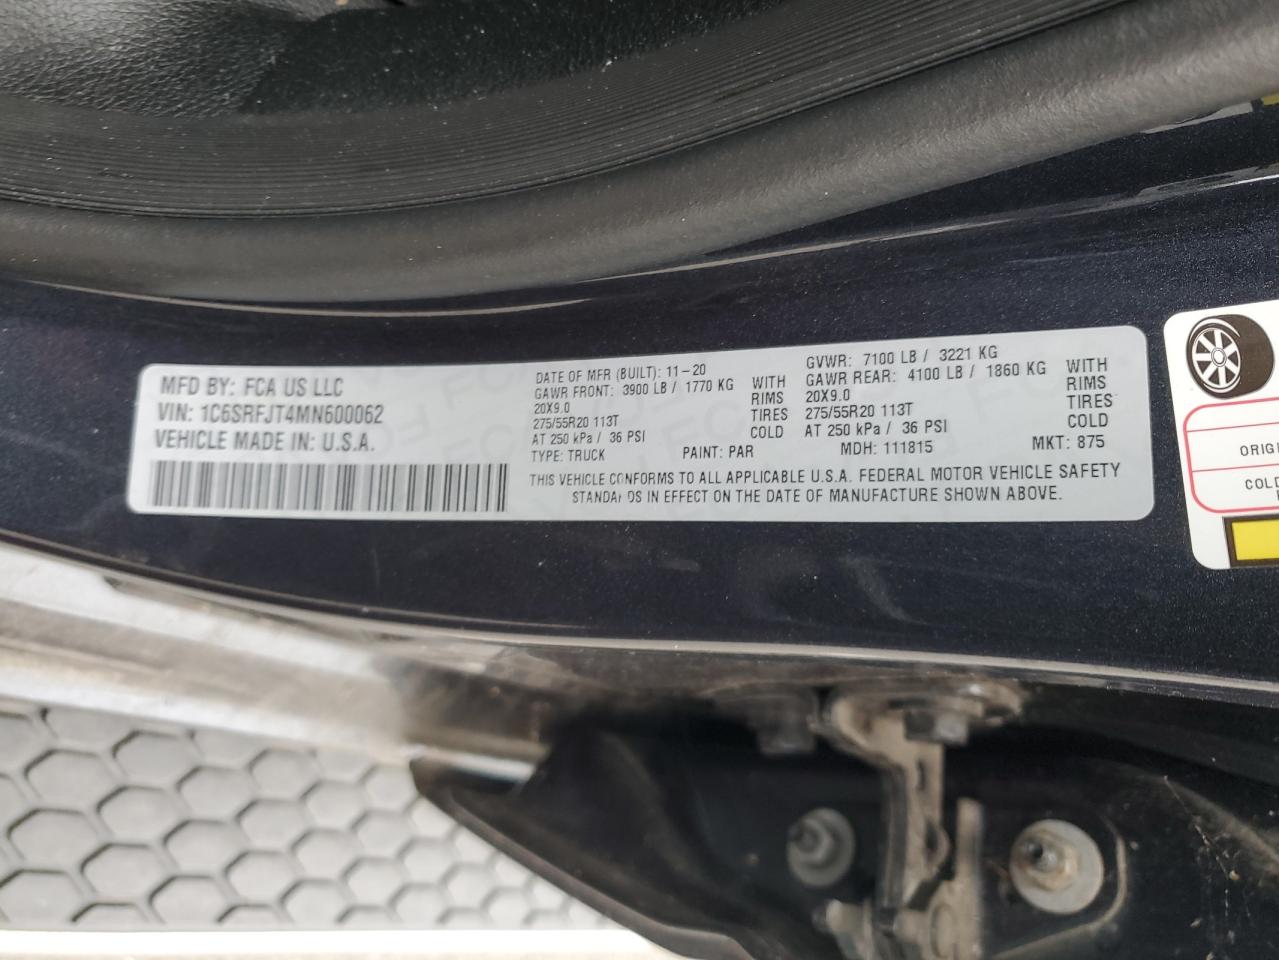 MFD BY: FCA US LLC
VIN: 1C6SRFJT4MN600062
VEHICLE MADE IN: U.S.A.
DATE OF MFR (BUILT): 11-20
GAWR FRONT: 3900 LB / 1770 KG WITH
20X9.0 RIMS
275/55R20 113T TIRES
AT 250 kPa / 36 PSI COLD
TYPE: TRUCK PAINT: PAR
GVWR: 7100 LB / 3221 KG
GAWR REAR: 4100 LB / 1860 KG WITH
20X9.0 RIMS
275/55R20 113T TIRES
AT 250 kPa / 36 PSI COLD
MDH: 111815 MKT: 875
THIS VEHICLE CONFORMS TO ALL APPLICABLE U.S.A. FEDERAL MOTOR VEHICLE SAFETY
STANDARDS IN EFFECT ON THE DATE OF MANUFACTURE SHOWN ABOVE.
ORIG
COLD